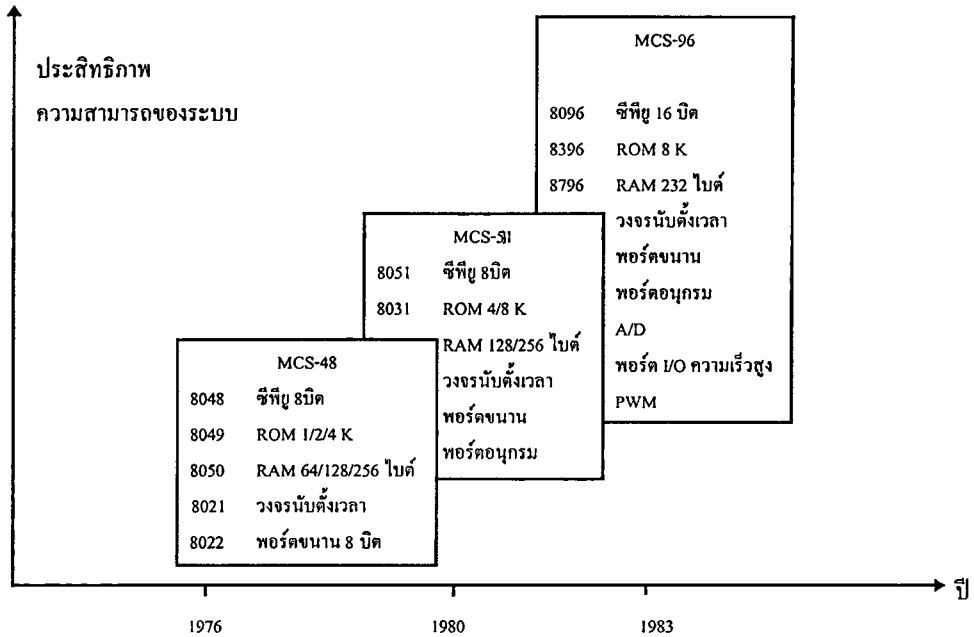 ประสิทธิภาพ
ความสามารถของระบบ
MCS-96
8096 ซีพียู 16 บิต
8396 ROM 8 K
8796 RAM 232 ไบต์
วงจรนับตั้งเวลา
พอร์ตขนาน
พอร์ตอนุกรม
A/D
พอร์ต I/O ความเร็วสูง
PWM
MCS-51
8051 ซีพียู 8บิต
8031 ROM 4/8 K
RAM 128/256 ไบต์
วงจรนับตั้งเวลา
พอร์ตขนาน
พอร์ตอนุกรม
MCS-48
8048 ซีพียู 8บิต
8049 ROM 1/2/4 K
8050 RAM 64/128/256 ไบต์
8021 วงจรนับตั้งเวลา
8022 พอร์ตขนาน 8 บิต
ปี
1976 1980 1983